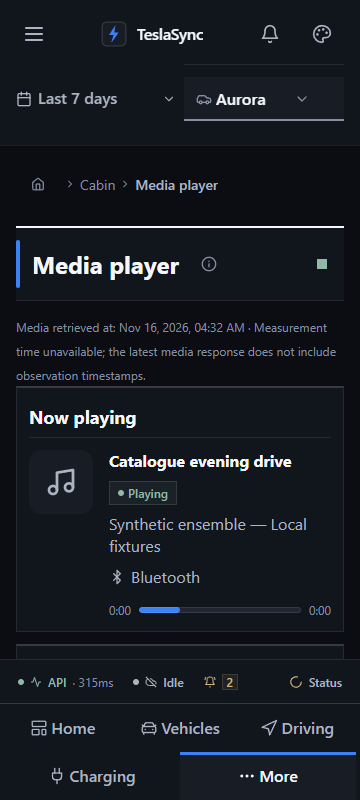 TeslaSync
Last 7 days
Aurora
Cabin
Media player
Media player
Media retrieved at: Nov 16, 2026, 04:32 AM · Measurement
time unavailable; the latest media response does not include
observation timestamps.
Now playing
Catalogue evening drive
Playing
Synthetic ensemble — Local
fixtures
Bluetooth
0:00
0:00
API · 315ms
Idle
2
Status
Home
Vehicles
Driving
Charging
More